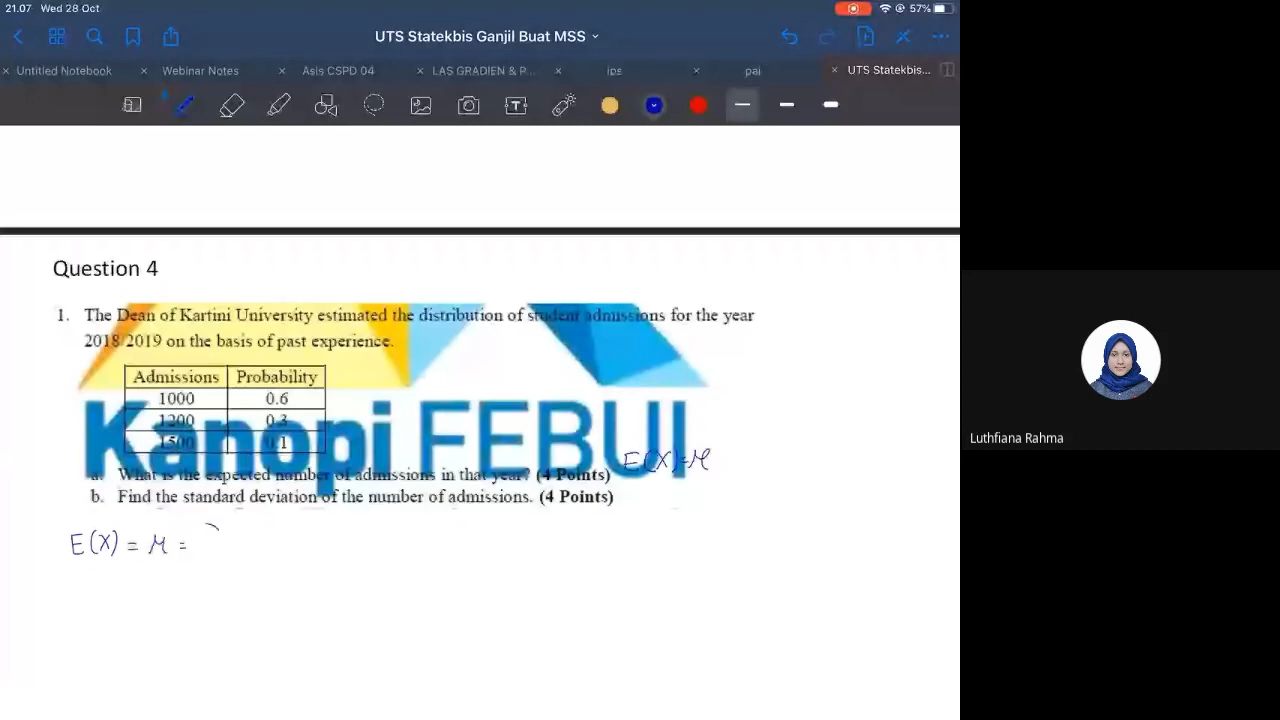 21.07 Wed 28 Oct
57%
UTS Statekbis Ganjil Buat MSS
Untitled Notebook
Webinar Notes
Asis CSPD 04
LAS GRADIEN & P...
ips
pai
UTS Statekbis...
Question 4
1. The Dean of Kartini University estimated the distribution of student admissions for the year
2018/2019 on the basis of past experience.
Admissions Probability
1000 0.6
1200 0.3
1500 0.1
Kanopi FEBUI
a. What is the expected number of admissions in that year? (4 Points) E(X)=μ
b. Find the standard deviation of the number of admissions. (4 Points)
E(X) = μ =
Luthfiana Rahma